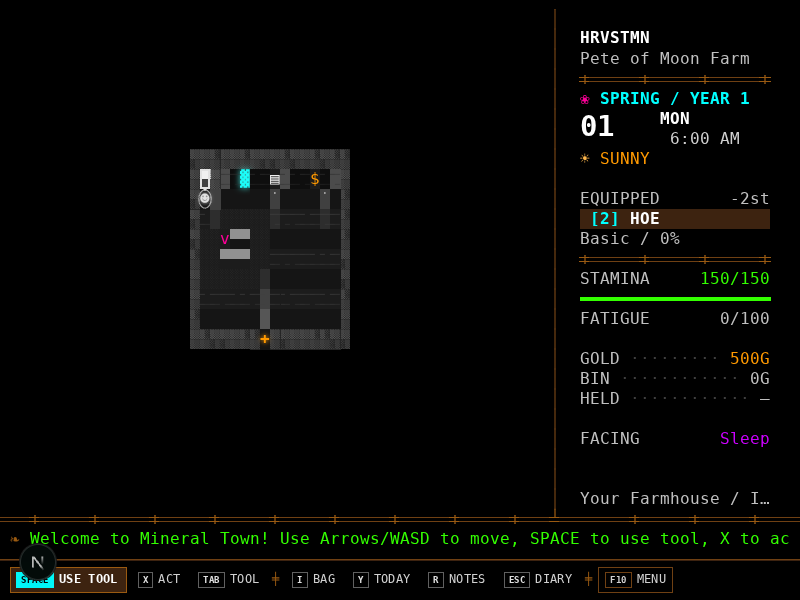 HRVSTMN
Pete of Moon Farm
❀ SPRING / YEAR 1
01 MON
6:00 AM
☀ SUNNY
EQUIPPED -2st
[2] HOE
Basic / 0%
STAMINA 150/150
FATIGUE 0/100
GOLD ········· 500G
BIN ············ 0G
HELD ············ —
FACING Sleep
Your Farmhouse / I…
$
v
Welcome to Mineral Town! Use Arrows/WASD to move, SPACE to use tool, X to ac
USE TOOL X ACT TAB TOOL I BAG Y TODAY R NOTES ESC DIARY F10 MENU
N